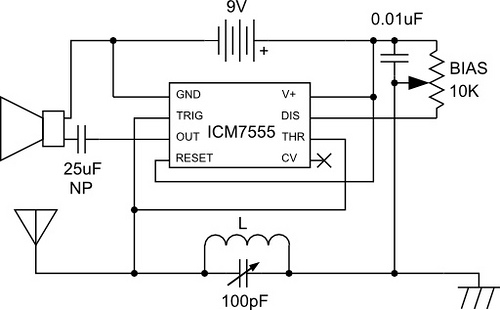 9V
0.01uF
+
BIAS
10K
GND
V+
TRIG
DIS
OUT
ICM7555
THR
RESET
CV
25uF
NP
L
100pF